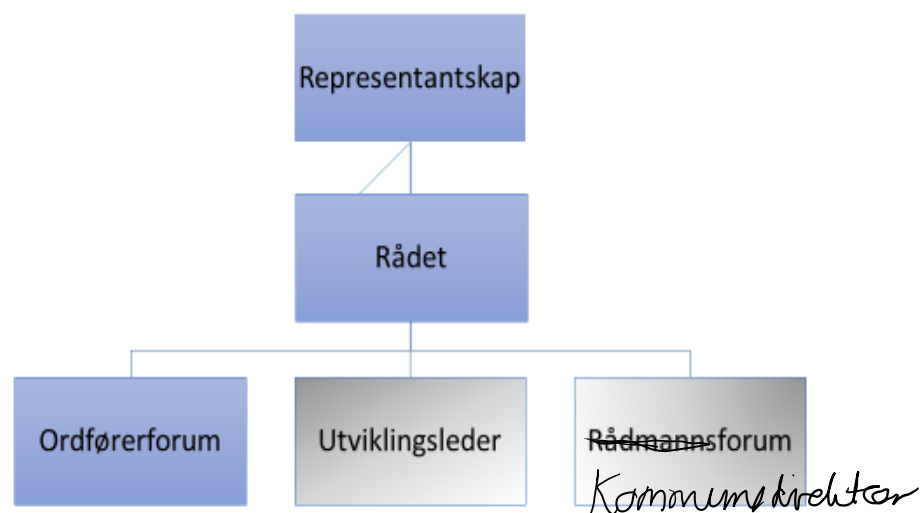 Representantskap
Rådet
Ordførerforum
Utviklingsleder
Rådmannsforum
Kommunedirektør